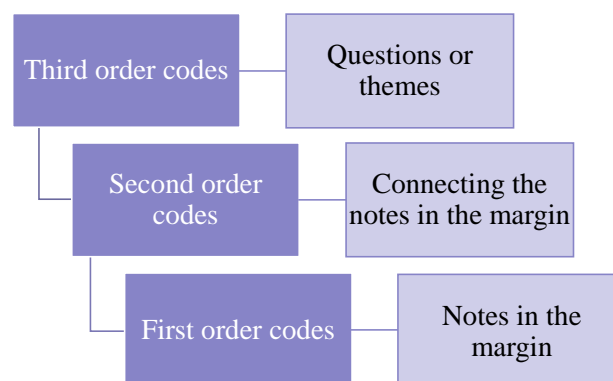 Third order codes
Questions or
themes
Second order
codes
Connecting the
notes in the margin
First order codes
Notes in the
margin